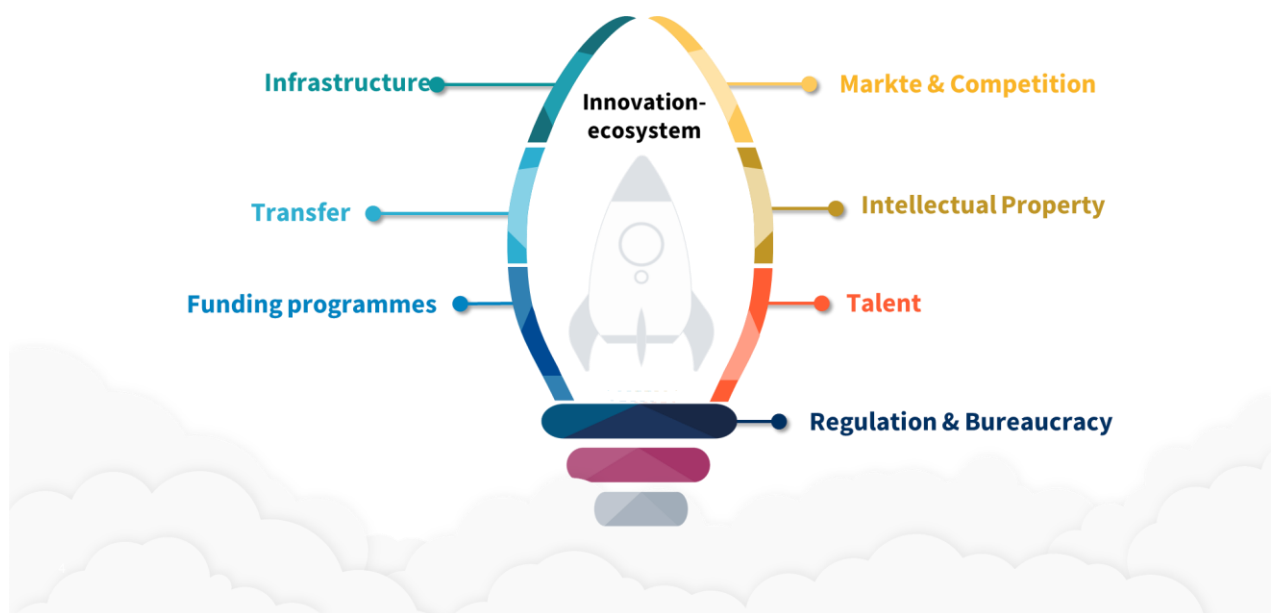 Infrastructure
Markte & Competition
Innovation-
ecosystem
Transfer
Intellectual Property
Funding programmes
Talent
Regulation & Bureaucracy